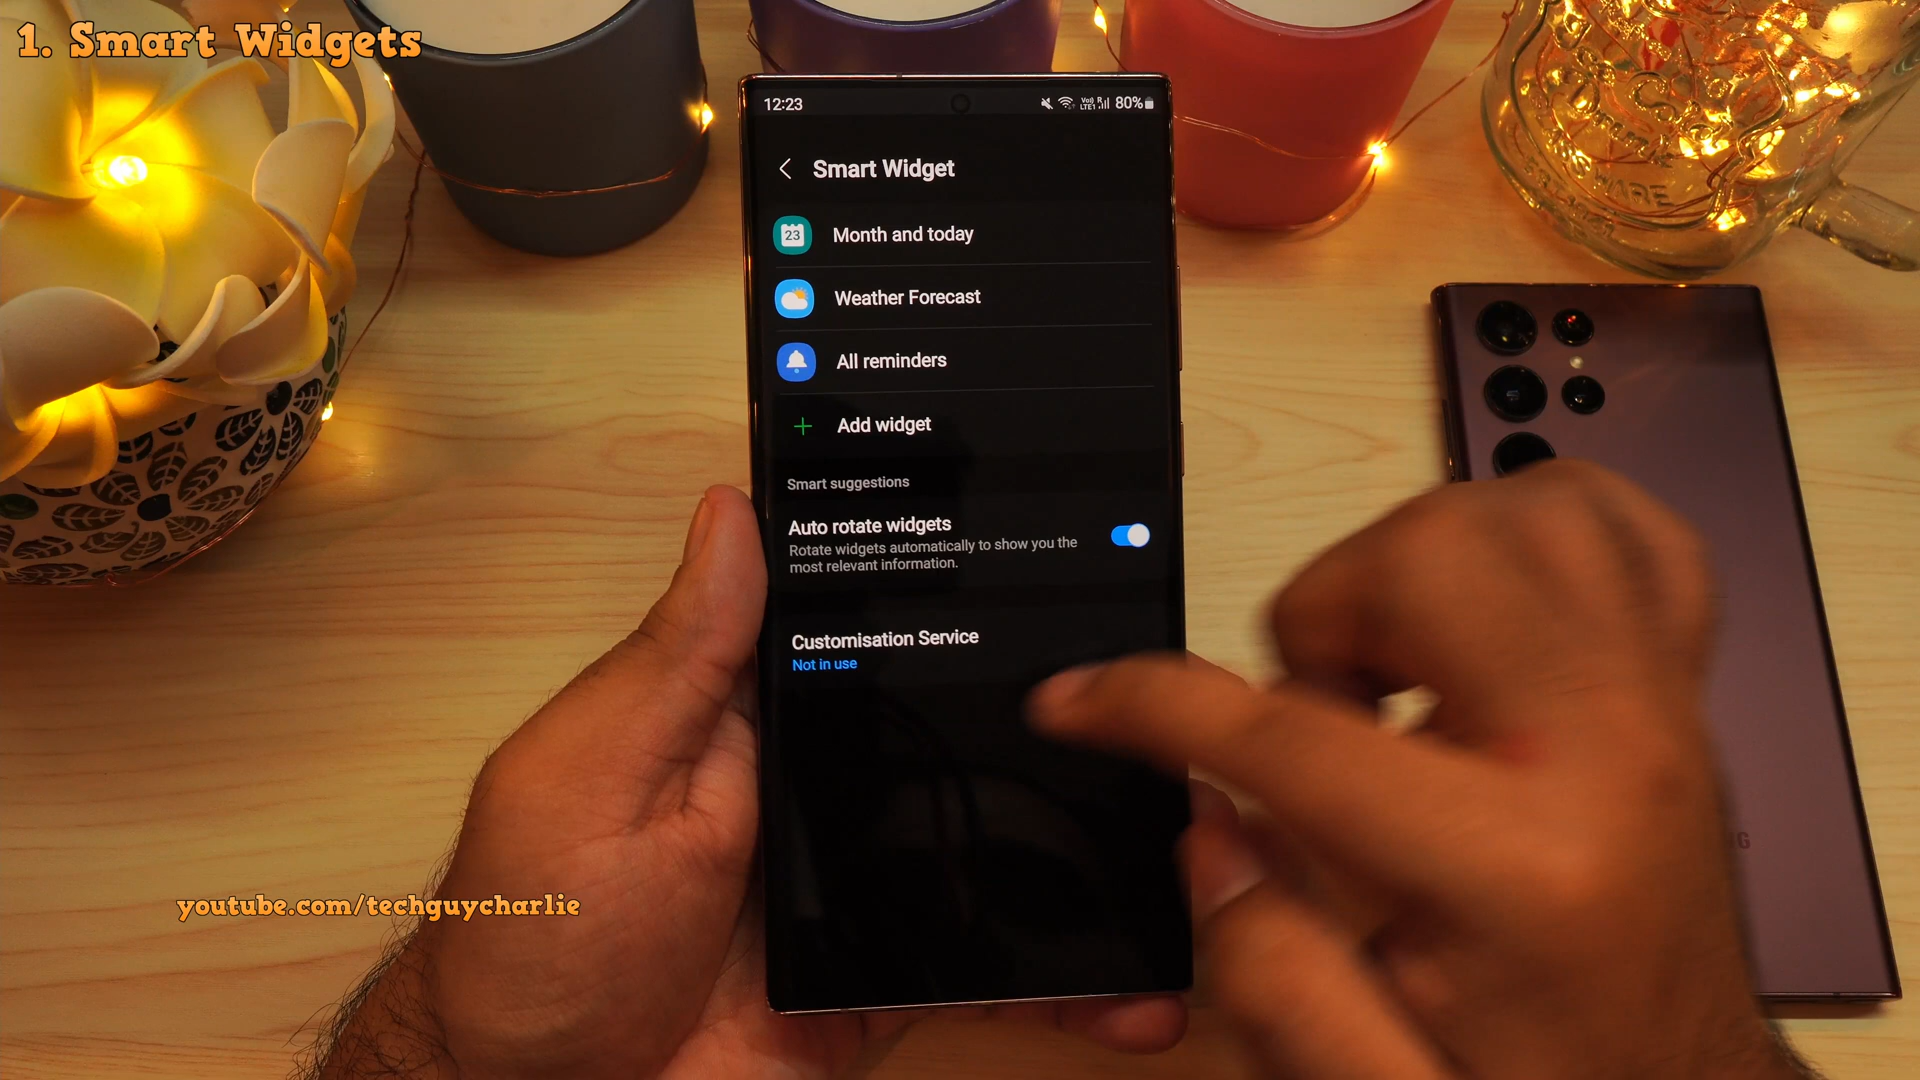 1. Smart Widgets
12:23
80%
Smart Widget
23
Month and today
Weather Forecast
All reminders
Add widget
Smart suggestions
Auto rotate widgets
Rotate widgets automatically to show you the
most relevant information.
Customisation Service
Not in use
youtube.com/techguycharlie